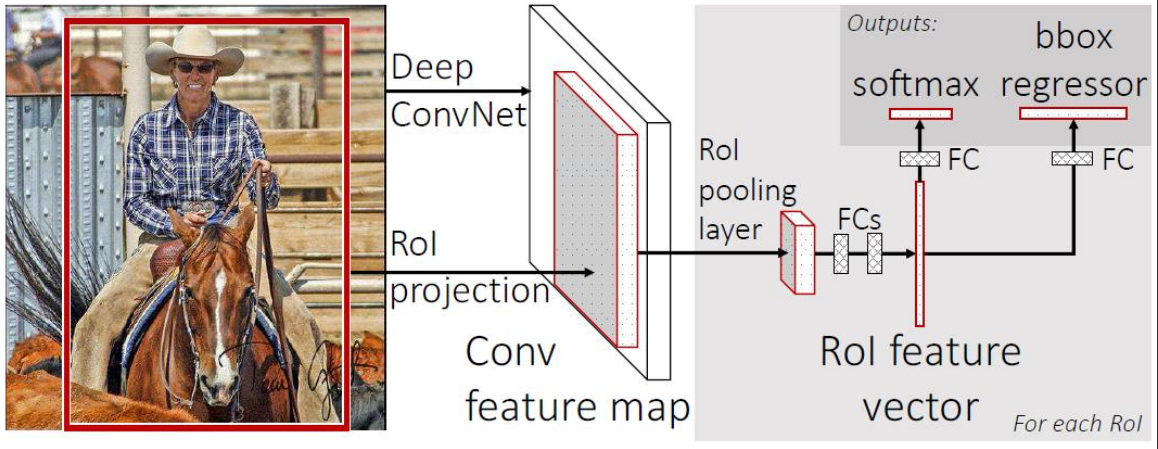 Deep
ConvNet
RoI
projection
Conv
feature map
RoI
pooling
layer
FCs
RoI feature
vector
For each RoI
Outputs:
softmax
bbox
regressor
FC
FC